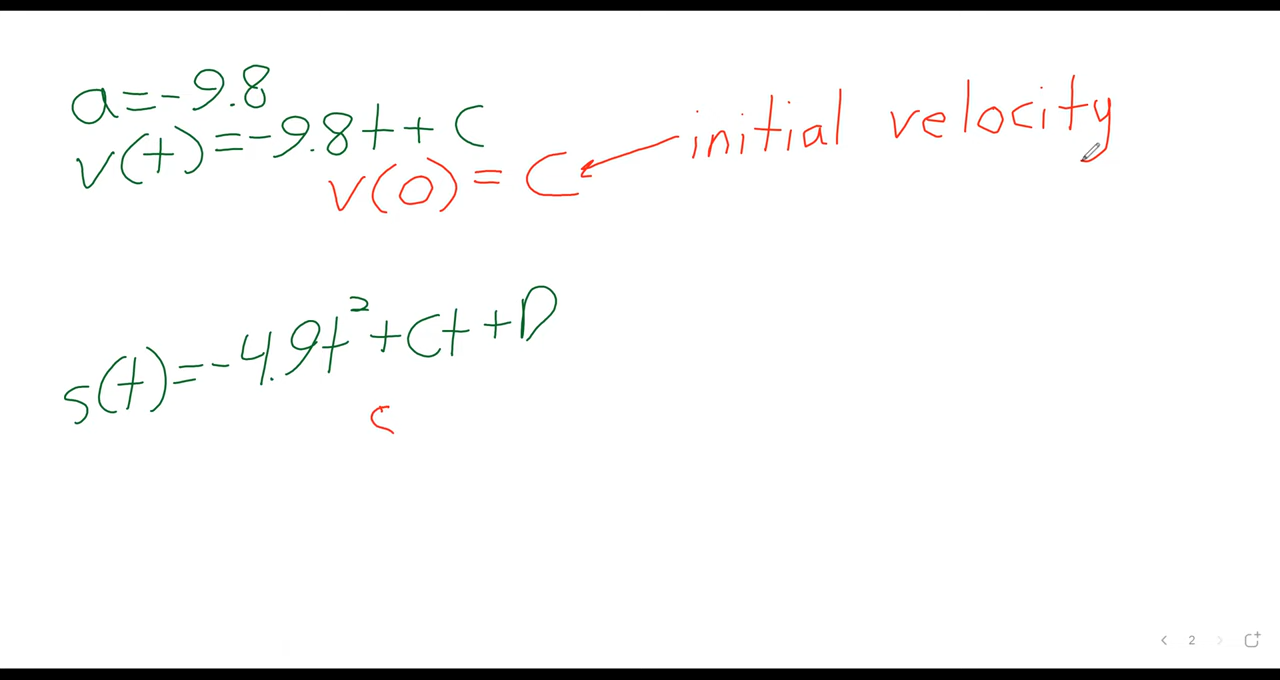 a=-9.8
v(t)=-9.8t+C
v(0)=C ← initial velocity
s(t)=-4.9t²+Ct+D
2